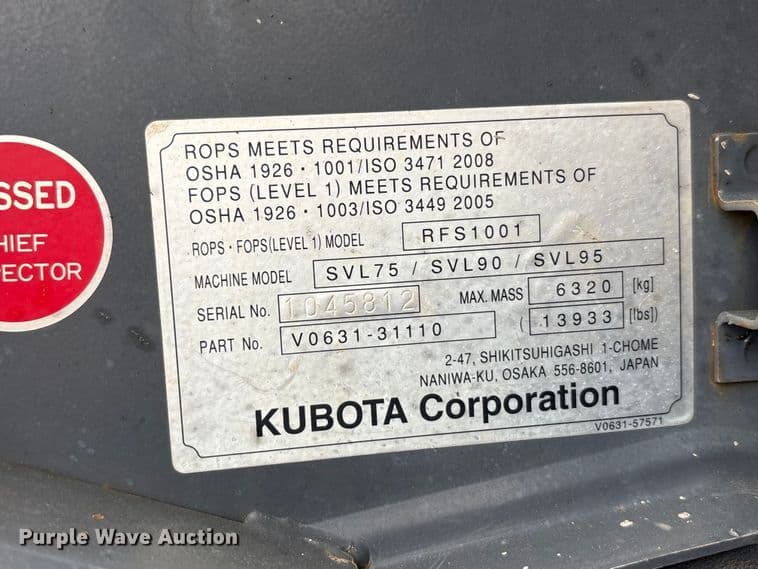 SSED
HIEF
PECTOR
ROPS MEETS REQUIREMENTS OF
OSHA 1926・1001/ISO 3471 2008
FOPS (LEVEL 1) MEETS REQUIREMENTS OF
OSHA 1926・1003/ISO 3449 2005
ROPS・FOPS(LEVEL 1) MODEL RFS1001
MACHINE MODEL SVL75 / SVL90 / SVL95
SERIAL No. 1045812 MAX. MASS 6320 [kg]
PART No. V0631-31110 (13933 [lbs])
2-47, SHIKITSUHIGASHI 1-CHOME
NANIWA-KU, OSAKA 556-8601, JAPAN
KUBOTA Corporation
V0631-57571
Purple Wave Auction